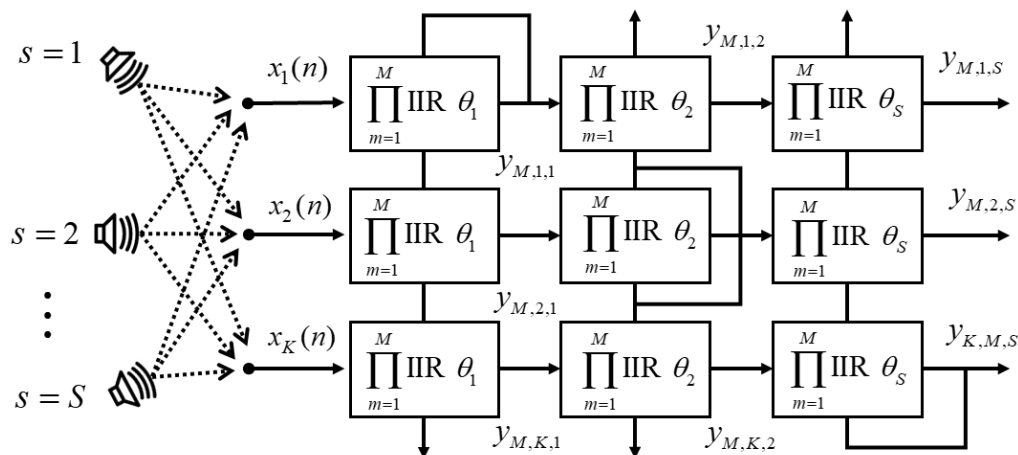 s = 1
x_1(n)
∏_{m=1}^{M} IIR θ_1
∏_{m=1}^{M} IIR θ_2
y_{M,1,2}
∏_{m=1}^{M} IIR θ_S
y_{M,1,S}
y_{M,1,1}
s = 2
x_2(n)
∏_{m=1}^{M} IIR θ_1
∏_{m=1}^{M} IIR θ_2
∏_{m=1}^{M} IIR θ_S
y_{M,2,S}
y_{M,2,1}
s = S
x_K(n)
∏_{m=1}^{M} IIR θ_1
∏_{m=1}^{M} IIR θ_2
∏_{m=1}^{M} IIR θ_S
y_{K,M,S}
y_{M,K,1}
y_{M,K,2}